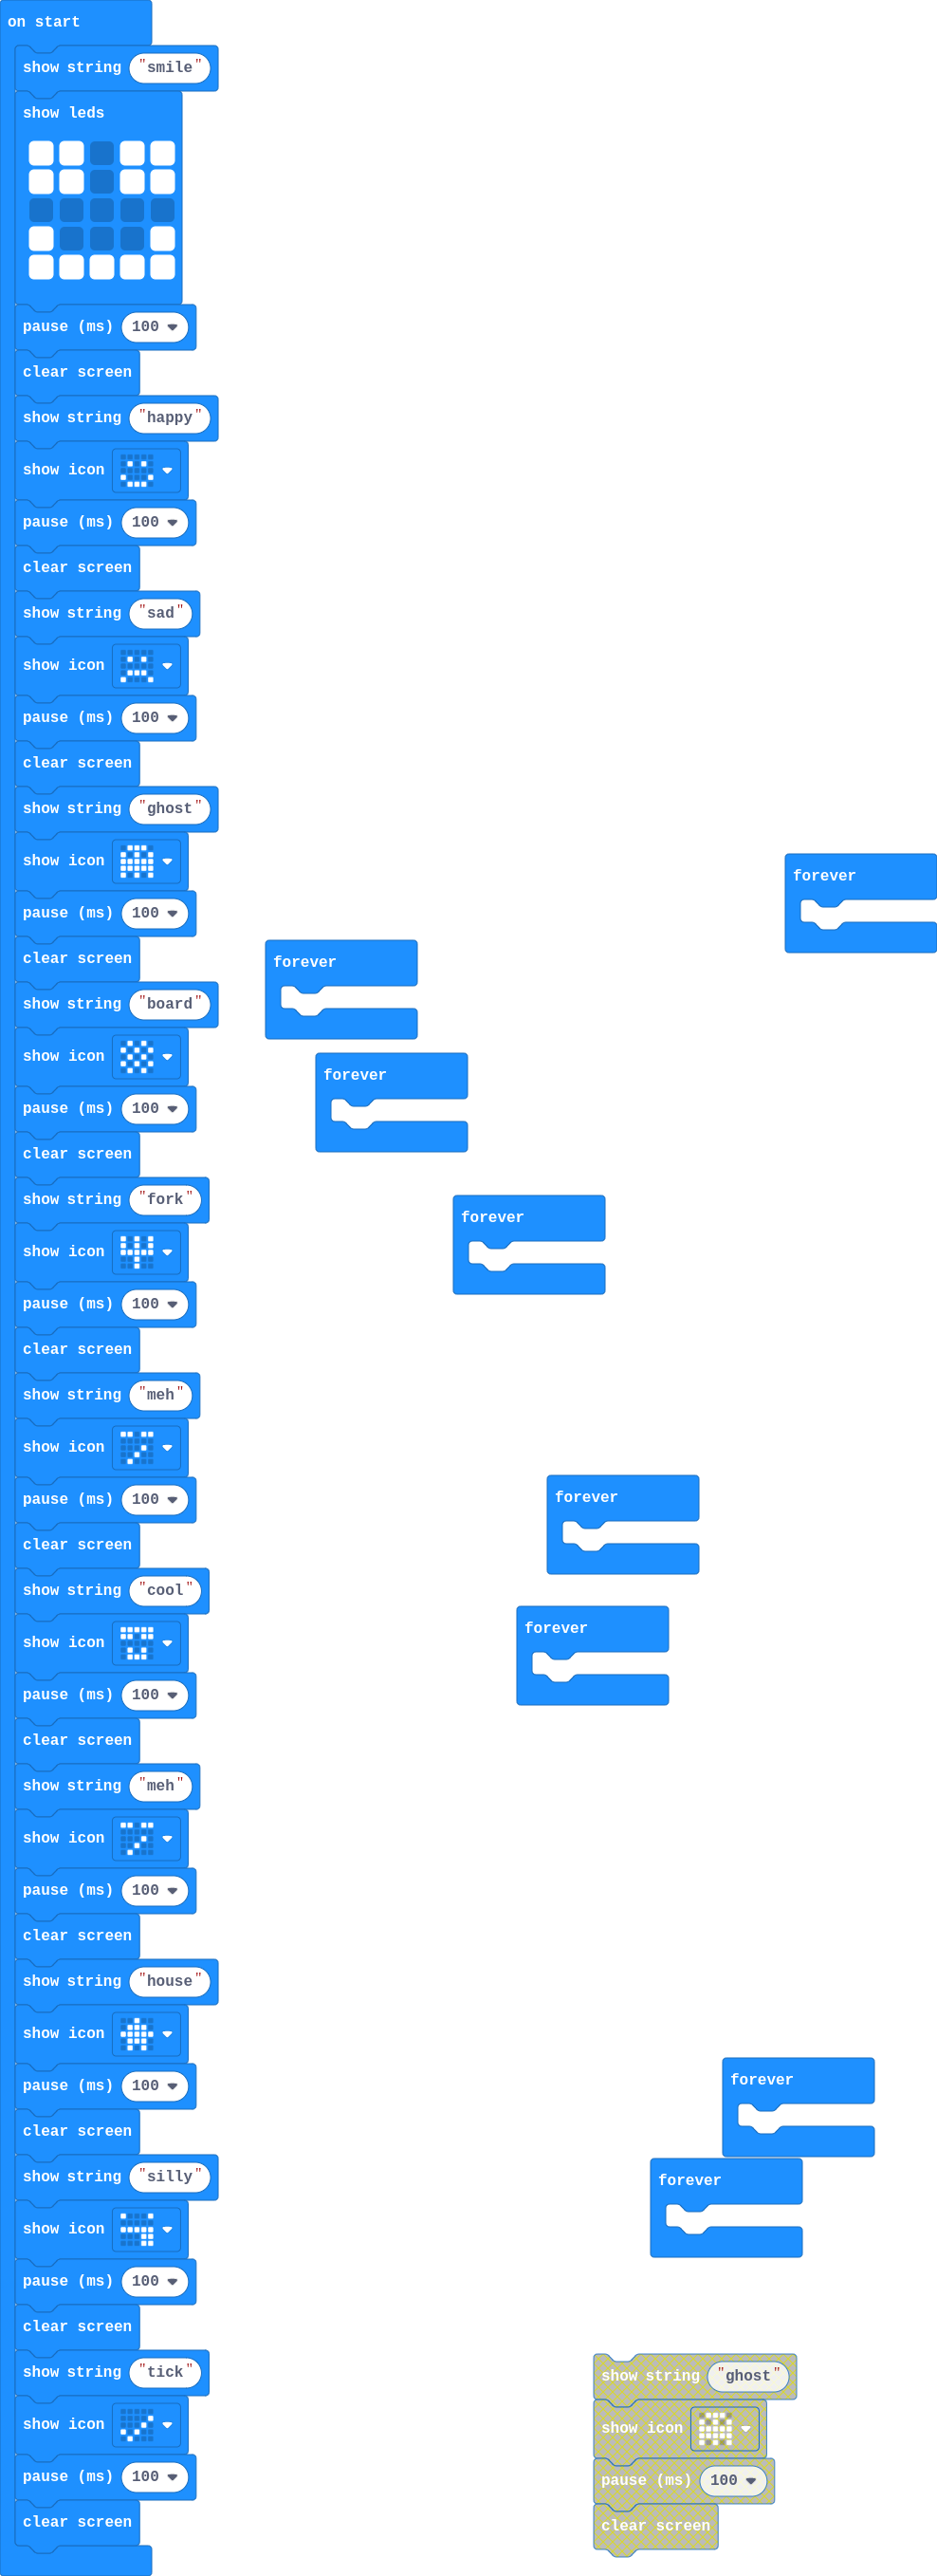 on start
show string "smile"
show leds
pause (ms) 100
clear screen
show string "happy"
show icon
pause (ms) 100
clear screen
show string "sad"
show icon
pause (ms) 100
clear screen
show string "ghost"
show icon
pause (ms) 100
clear screen
show string "board"
show icon
pause (ms) 100
clear screen
show string "fork"
show icon
pause (ms) 100
clear screen
show string "meh"
show icon
pause (ms) 100
clear screen
show string "cool"
show icon
pause (ms) 100
clear screen
show string "meh"
show icon
pause (ms) 100
clear screen
show string "house"
show icon
pause (ms) 100
clear screen
show string "silly"
show icon
pause (ms) 100
clear screen
show string "tick"
show icon
pause (ms) 100
clear screen
forever
forever
forever
forever
forever
forever
forever
forever
show string "ghost"
show icon
pause (ms) 100
clear screen